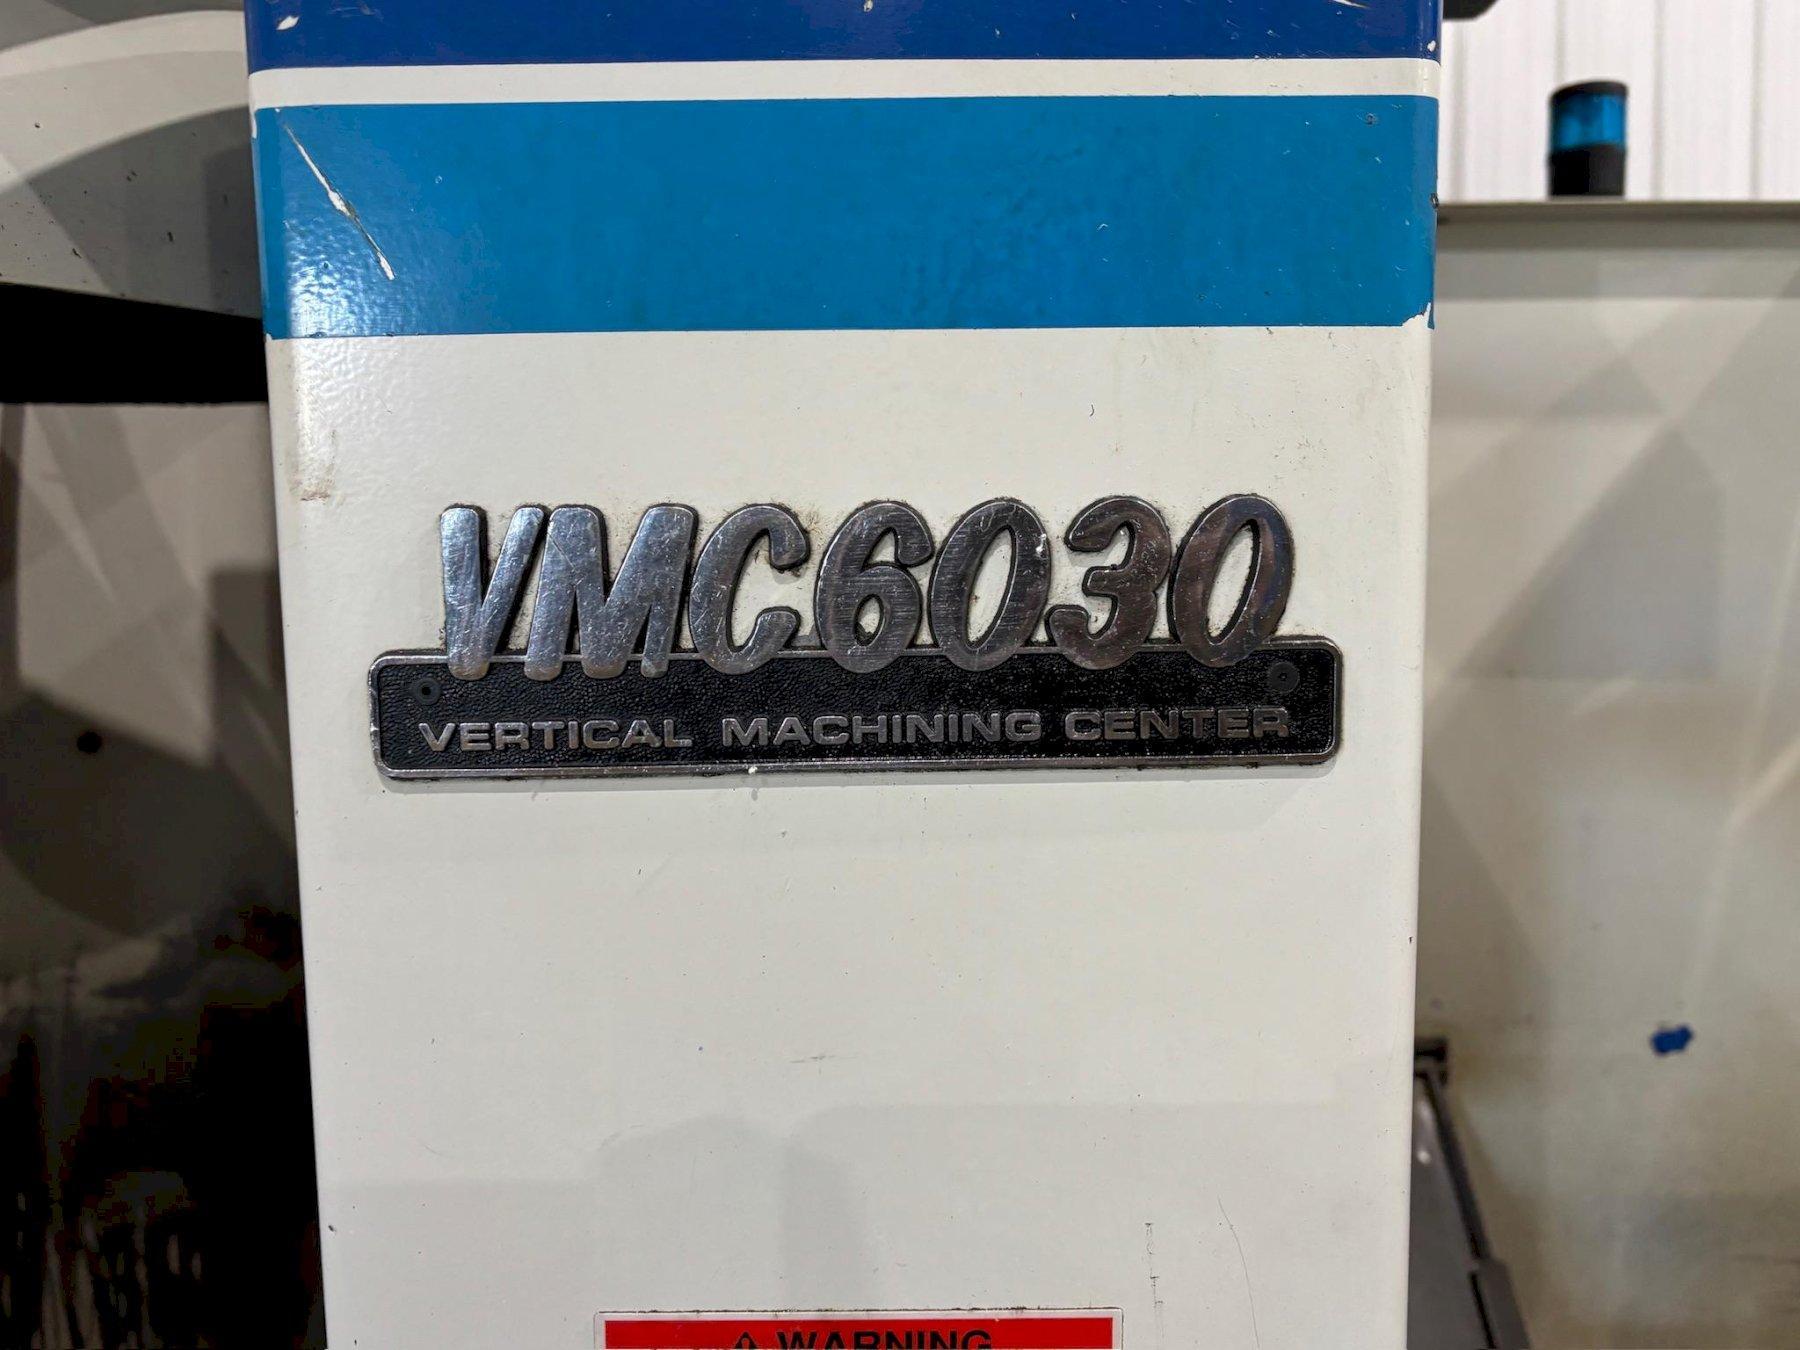 VMC6030
VERTICAL MACHINING CENTER
WARNING